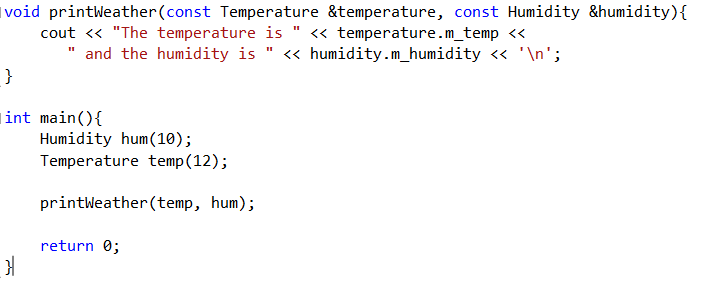 void printWeather(const Temperature &temperature, const Humidity &humidity){
    cout << "The temperature is " << temperature.m_temp <<
       " and the humidity is " << humidity.m_humidity << '\n';
}

int main(){
    Humidity hum(10);
    Temperature temp(12);

    printWeather(temp, hum);

    return 0;
}